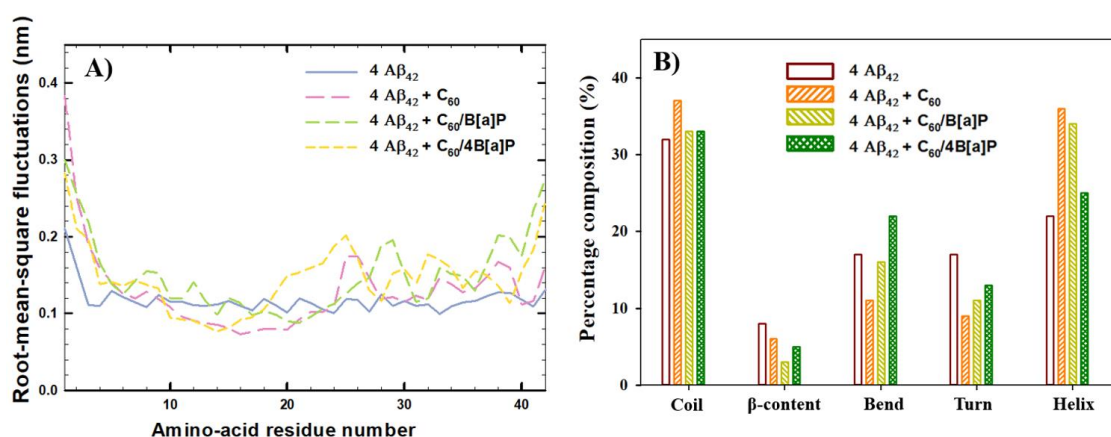 A)
Root-mean-square fluctuations (nm)
0.4
0.3
0.2
0.1
0.0
10
20
30
40
Amino-acid residue number
4 Aβ₄₂
4 Aβ₄₂ + C₆₀
4 Aβ₄₂ + C₆₀/B[a]P
4 Aβ₄₂ + C₆₀/4B[a]P
B)
Percentage composition (%)
40
30
20
10
0
Coil
β-content
Bend
Turn
Helix
4 Aβ₄₂
4 Aβ₄₂ + C₆₀
4 Aβ₄₂ + C₆₀/B[a]P
4 Aβ₄₂ + C₆₀/4B[a]P